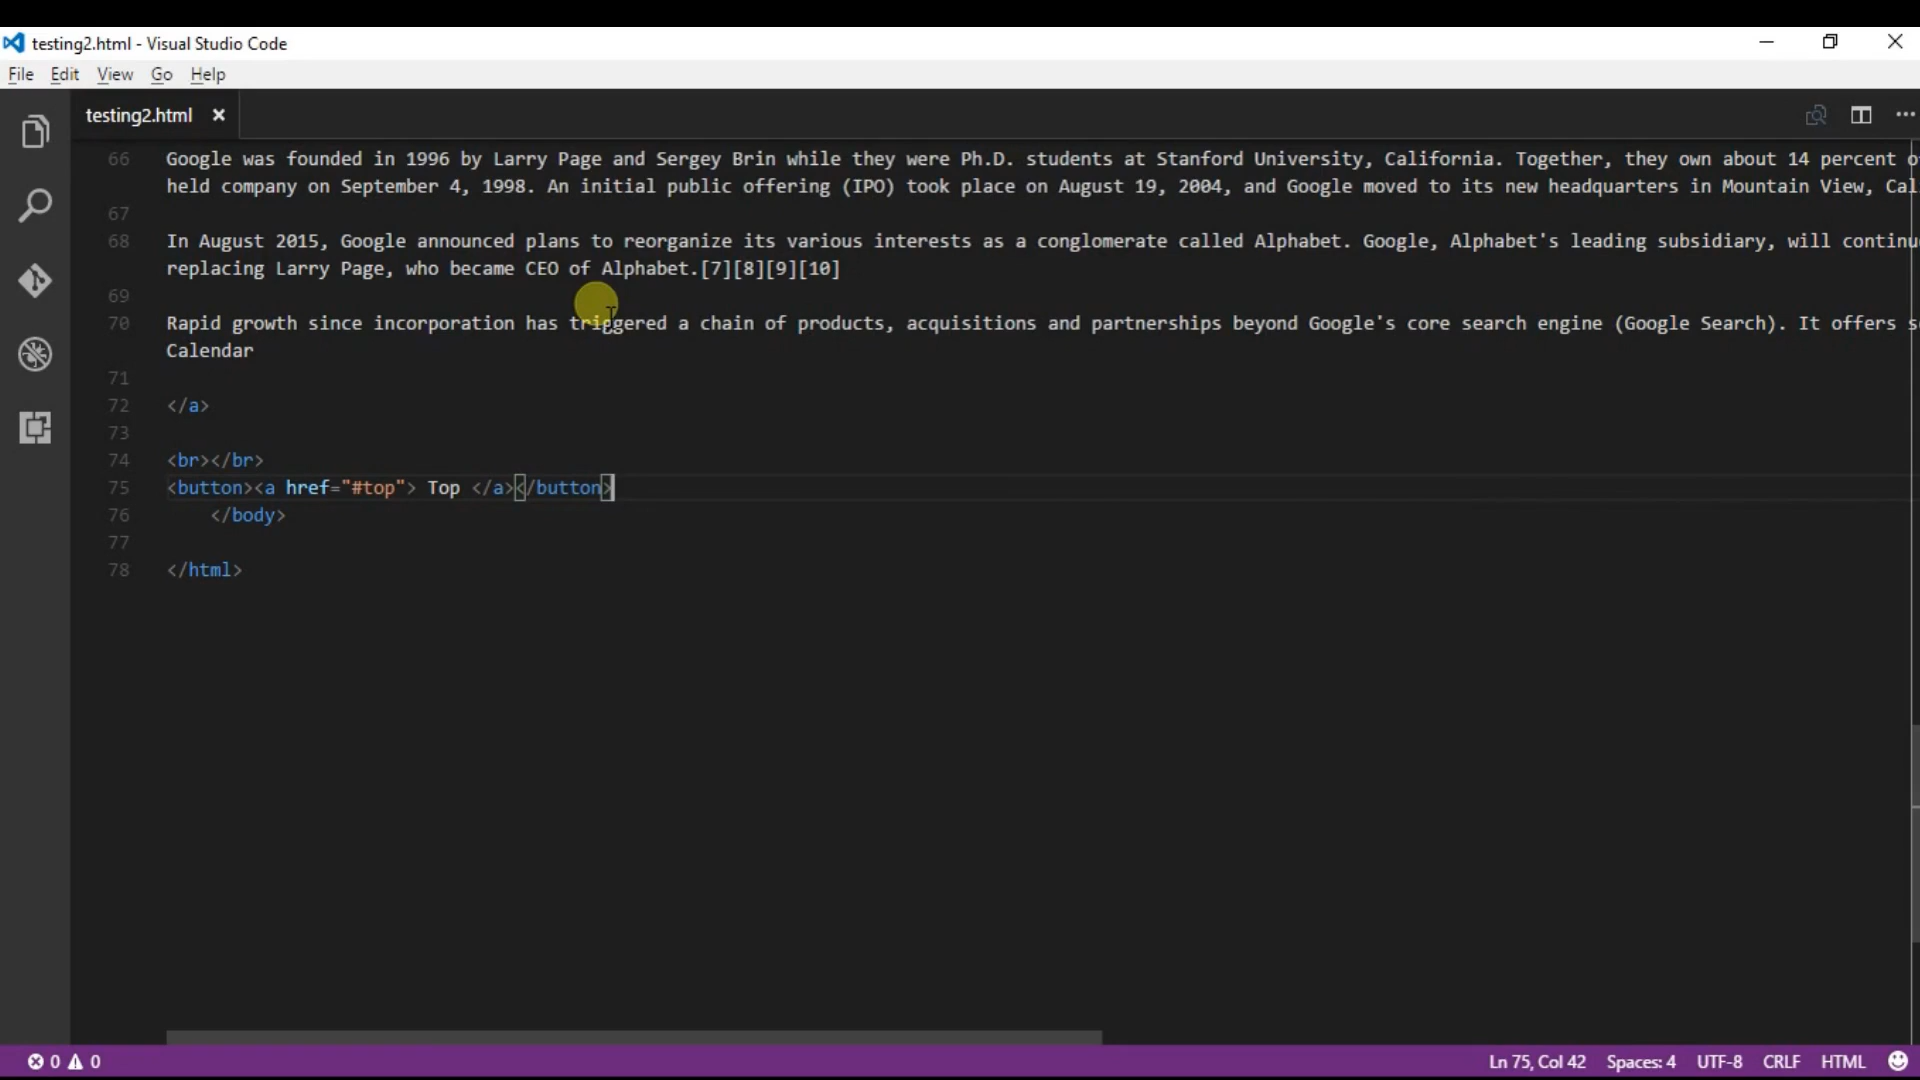 testing2.html - Visual Studio Code
File Edit View Go Help
testing2.html
66 Google was founded in 1996 by Larry Page and Sergey Brin while they were Ph.D. students at Stanford University, California. Together, they own about 14 percent
held company on September 4, 1998. An initial public offering (IPO) took place on August 19, 2004, and Google moved to its new headquarters in Mountain View, Cal
67
68 In August 2015, Google announced plans to reorganize its various interests as a conglomerate called Alphabet. Google, Alphabet's leading subsidiary, will continu
replacing Larry Page, who became CEO of Alphabet.[7][8][9][10]
69
70 Rapid growth since incorporation has triggered a chain of products, acquisitions and partnerships beyond Google's core search engine (Google Search). It offers
Calendar
71
72 </a>
73
74 <br></br>
75 <button><a href="#top"> Top </a></button>
76 </body>
77
78 </html>
0 0 Ln 75, Col 42 Spaces: 4 UTF-8 CRLF HTML